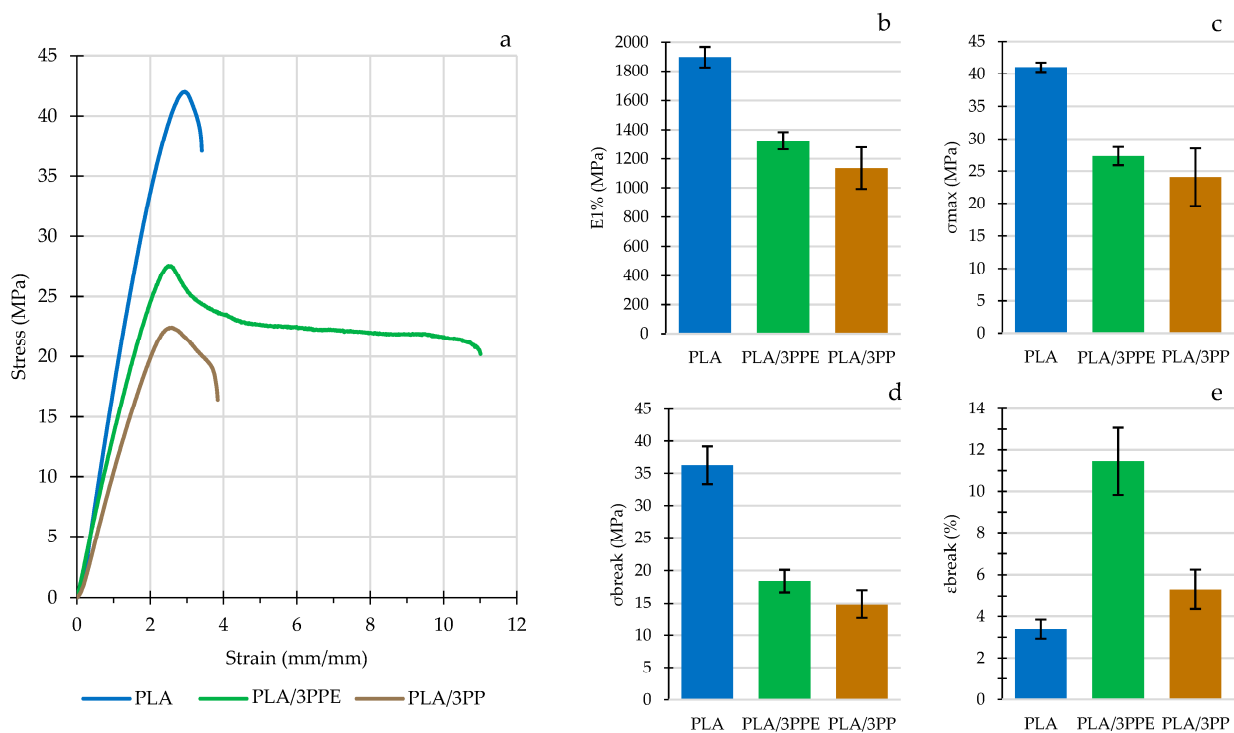 a
45
40
35
30
25
20
15
10
5
0
Stress (MPa)
0 2 4 6 8 10 12
Strain (mm/mm)
PLA PLA/3PPE PLA/3PP
b
2000
1800
1600
1400
1200
1000
800
600
400
200
0
E1% (MPa)
PLA PLA/3PPE PLA/3PP
c
45
40
35
30
25
20
15
10
5
0
σmax (MPa)
PLA PLA/3PPE PLA/3PP
d
45
40
35
30
25
20
15
10
5
0
σbreak (MPa)
PLA PLA/3PPE PLA/3PP
e
14
12
10
8
6
4
2
0
εbreak (%)
PLA PLA/3PPE PLA/3PP